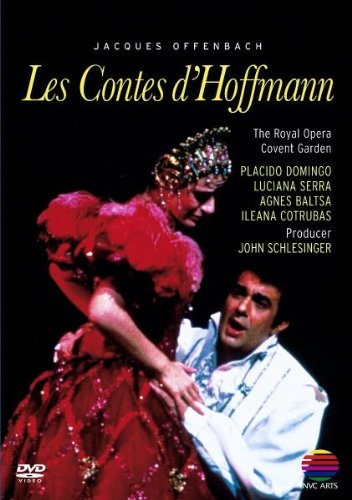 JACQUES OFFENBACH
Les Contes d'Hoffmann
The Royal Opera
Covent Garden
PLACIDO DOMINGO
LUCIANA SERRA
AGNES BALTSA
ILEANA COTRUBAS
Producer
JOHN SCHLESINGER
DVD
VIDEO
NVC ARTS